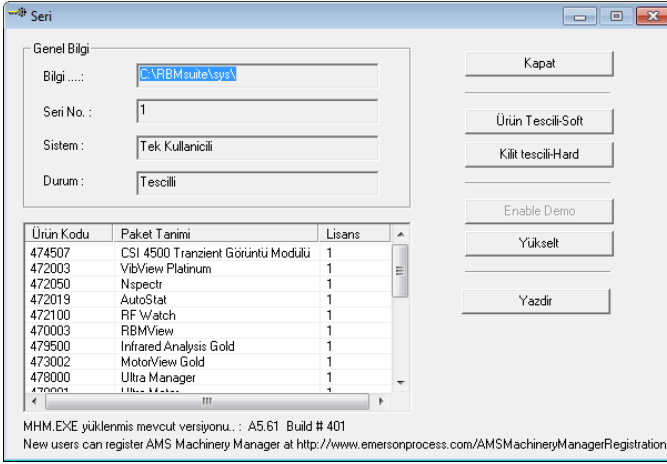 Seri
Genel Bilgi
Bilgi ....: C:\RBMsuite\sys\
Seri No. : 1
Sistem : Tek Kullanicili
Durum : Tescilli
Kapat
Ürün Tescili-Soft
Kilit tescili-Hard
Enable Demo
Yükselt
Yazdir
Ürün Kodu Paket Tanimi Lisans
474507 CSI 4500 Tranzient Görüntü Modülü 1
472003 VibView Platinum 1
472050 Nspectr 1
472019 AutoStat 1
472100 RF Watch 1
470003 RBMView 1
479500 Infrared Analysis Gold 1
473002 MotorView Gold 1
478000 Ultra Manager 1
MHM.EXE yüklenmis mevcut versiyonu.. : A5.61 Build # 401
New users can register AMS Machinery Manager at http://www.emersonprocess.com/AMSMachineryManagerRegistration